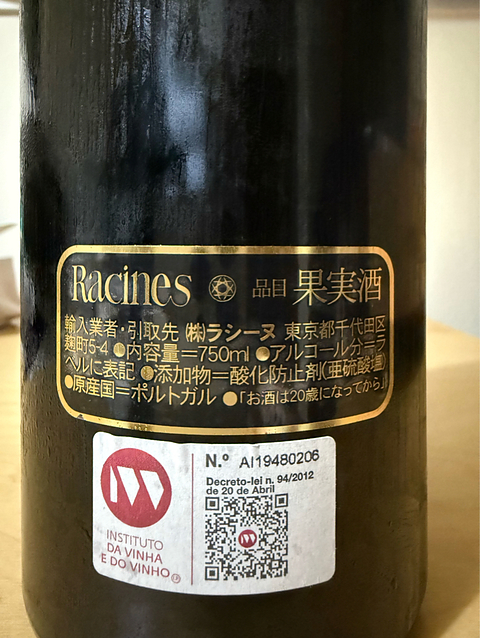 Racines 品目 果実酒
輸入業者・引取先 ㈱ラシーヌ 東京都千代田区
麹町5-4 ●内容量=750ml ●アルコール分=ラ
ベルに表記 ●添加物=酸化防止剤(亜硫酸塩)
●原産国=ポルトガル ●「お酒は20歳になってから」
N.º AI19480206
Decreto-lei n. 94/2012
de 20 de Abril
INSTITUTO
DA VINHA
E DO VINHO